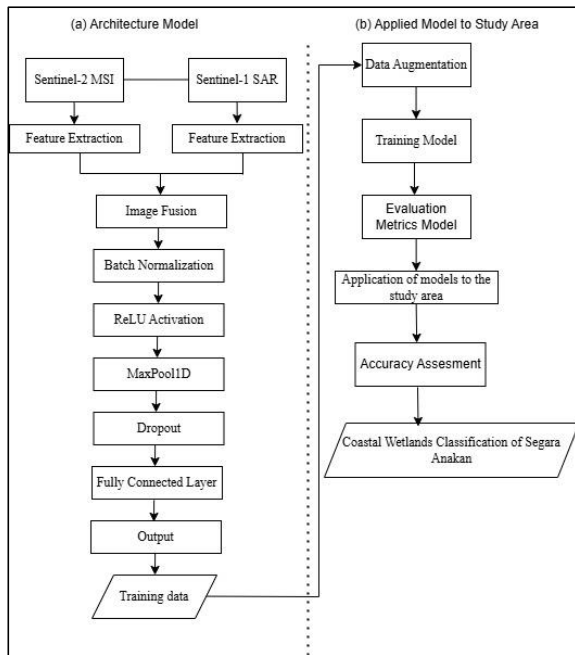 (a) Architecture Model
Sentinel-2 MSI
Sentinel-1 SAR
Feature Extraction
Feature Extraction
Image Fusion
Batch Normalization
ReLU Activation
MaxPool1D
Dropout
Fully Connected Layer
Output
Training data
(b) Applied Model to Study Area
Data Augmentation
Training Model
Evaluation
Metrics Model
Application of models to the
study area
Accuracy Assesment
Coastal Wetlands Classification of Segara
Anakan